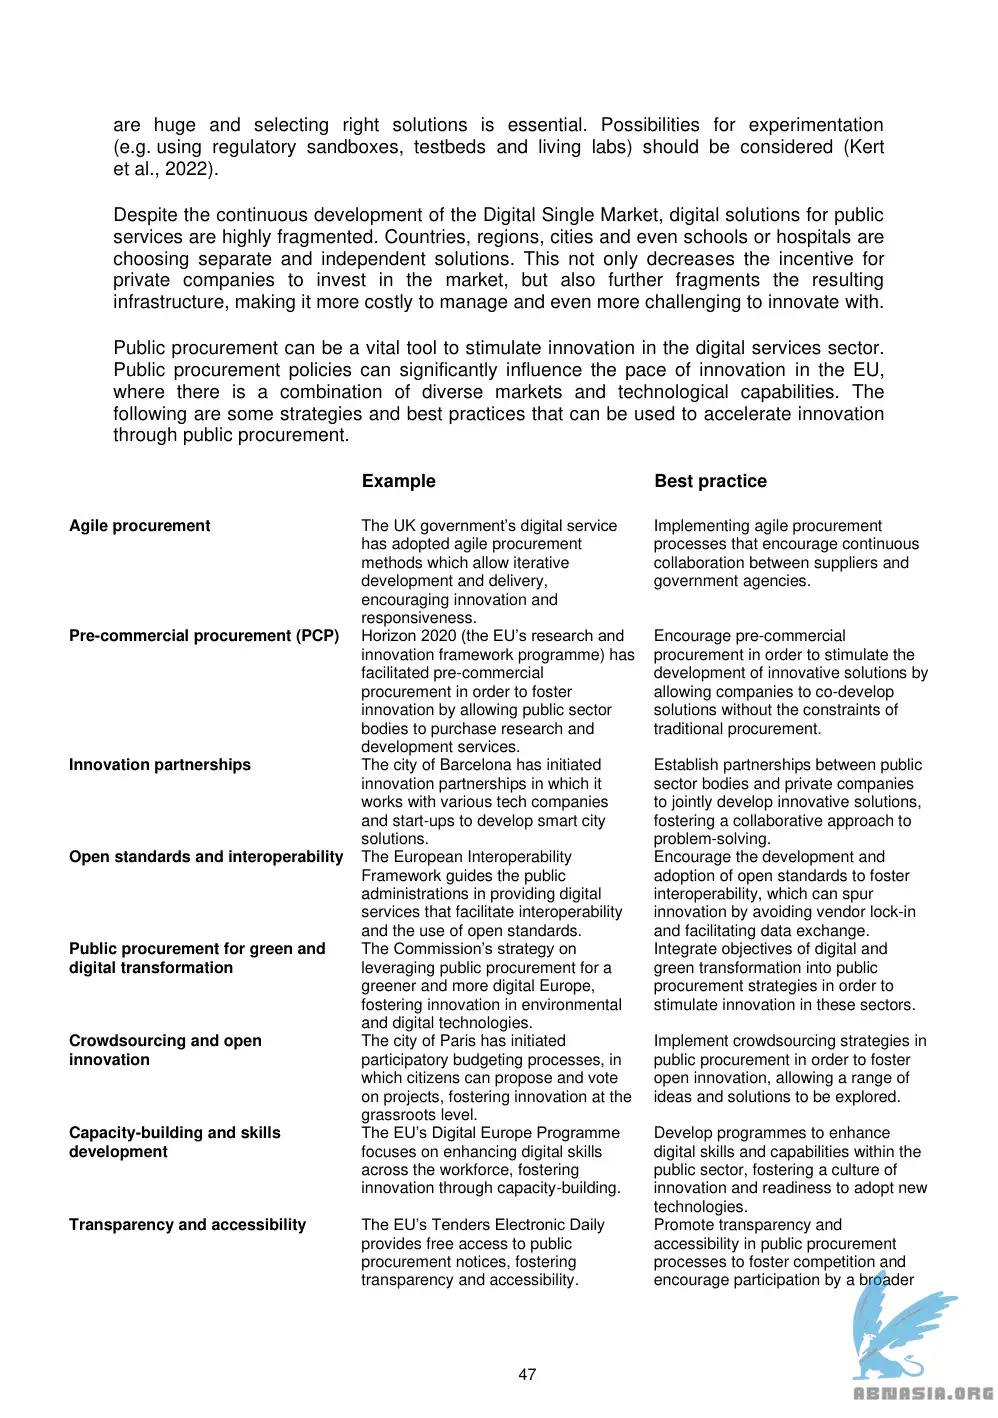 are huge and selecting right solutions is essential. Possibilities for experimentation
(e.g. using regulatory sandboxes, testbeds and living labs) should be considered (Kert
et al., 2022).
Despite the continuous development of the Digital Single Market, digital solutions for public
services are highly fragmented. Countries, regions, cities and even schools or hospitals are
choosing separate and independent solutions. This not only decreases the incentive for
private companies to invest in the market, but also further fragments the resulting
infrastructure, making it more costly to manage and even more challenging to innovate with.
Public procurement can be a vital tool to stimulate innovation in the digital services sector.
Public procurement policies can significantly influence the pace of innovation in the EU,
where there is a combination of diverse markets and technological capabilities. The
following are some strategies and best practices that can be used to accelerate innovation
through public procurement.
Example
Best practice
Agile procurement
The UK government's digital service
has adopted agile procurement
methods which allow iterative
development and delivery,
encouraging innovation and
responsiveness.
Implementing agile procurement
processes that encourage continuous
collaboration between suppliers and
government agencies.
Pre-commercial procurement (PCP)
Horizon 2020 (the EU's research and
innovation framework programme) has
facilitated pre-commercial
procurement in order to foster
innovation by allowing public sector
bodies to purchase research and
development services.
Encourage pre-commercial
procurement in order to stimulate the
development of innovative solutions by
allowing companies to co-develop
solutions without the constraints of
traditional procurement.
Innovation partnerships
The city of Barcelona has initiated
innovation partnerships in which it
works with various tech companies
and start-ups to develop smart city
solutions.
Establish partnerships between public
sector bodies and private companies
to jointly develop innovative solutions,
fostering a collaborative approach to
problem-solving.
Open standards and interoperability
The European Interoperability
Framework guides the public
administrations in providing digital
services that facilitate interoperability
and the use of open standards.
Encourage the development and
adoption of open standards to foster
interoperability, which can spur
innovation by avoiding vendor lock-in
and facilitating data exchange.
Public procurement for green and
digital transformation
The Commission's strategy on
leveraging public procurement for a
greener and more digital Europe,
fostering innovation in environmental
and digital technologies.
Integrate objectives of digital and
green transformation into public
procurement strategies in order to
stimulate innovation in these sectors.
Crowdsourcing and open
innovation
The city of Paris has initiated
participatory budgeting processes, in
which citizens can propose and vote
on projects, fostering innovation at the
grassroots level.
Implement crowdsourcing strategies in
public procurement in order to foster
open innovation, allowing a range of
ideas and solutions to be explored.
Capacity-building and skills
development
The EU's Digital Europe Programme
focuses on enhancing digital skills
across the workforce, fostering
innovation through capacity-building.
Develop programmes to enhance
digital skills and capabilities within the
public sector, fostering a culture of
innovation and readiness to adopt new
technologies.
Transparency and accessibility
The EU's Tenders Electronic Daily
provides free access to public
procurement notices, fostering
transparency and accessibility.
Promote transparency and
accessibility in public procurement
processes to foster competition and
encourage participation by a broader
47
ABNASIA.ORG